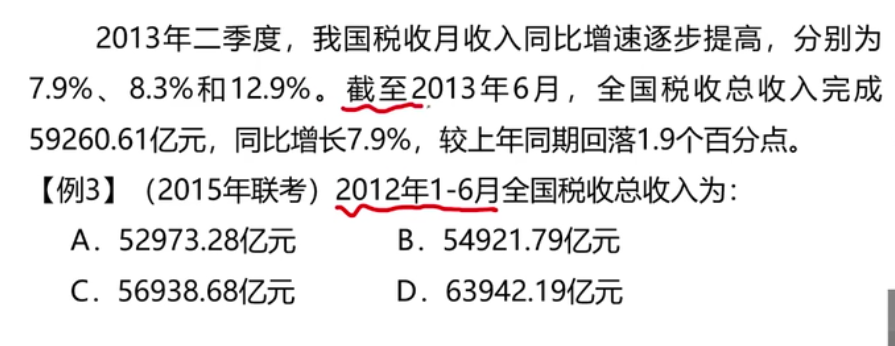 2013年二季度，我国税收月收入同比增速逐步提高，分别为
7.9%、8.3%和12.9%。截至2013年6月，全国税收总收入完成
59260.61亿元，同比增长7.9%，较上年同期回落1.9个百分点。
【例3】（2015年联考）2012年1-6月全国税收总收入为：
A．52973.28亿元 B．54921.79亿元
C．56938.68亿元 D．63942.19亿元